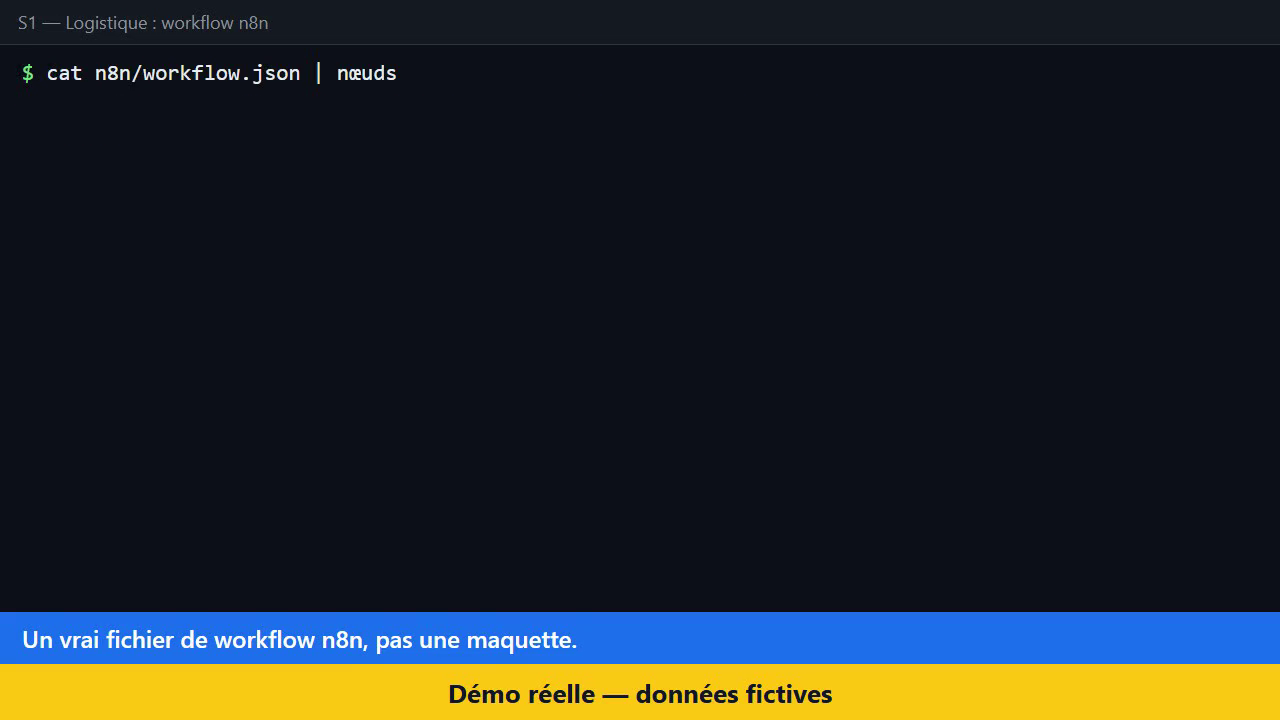 S1 — Logistique : workflow n8n
$ cat n8n/workflow.json | nœuds
Un vrai fichier de workflow n8n, pas une maquette.
Démo réelle — données fictives